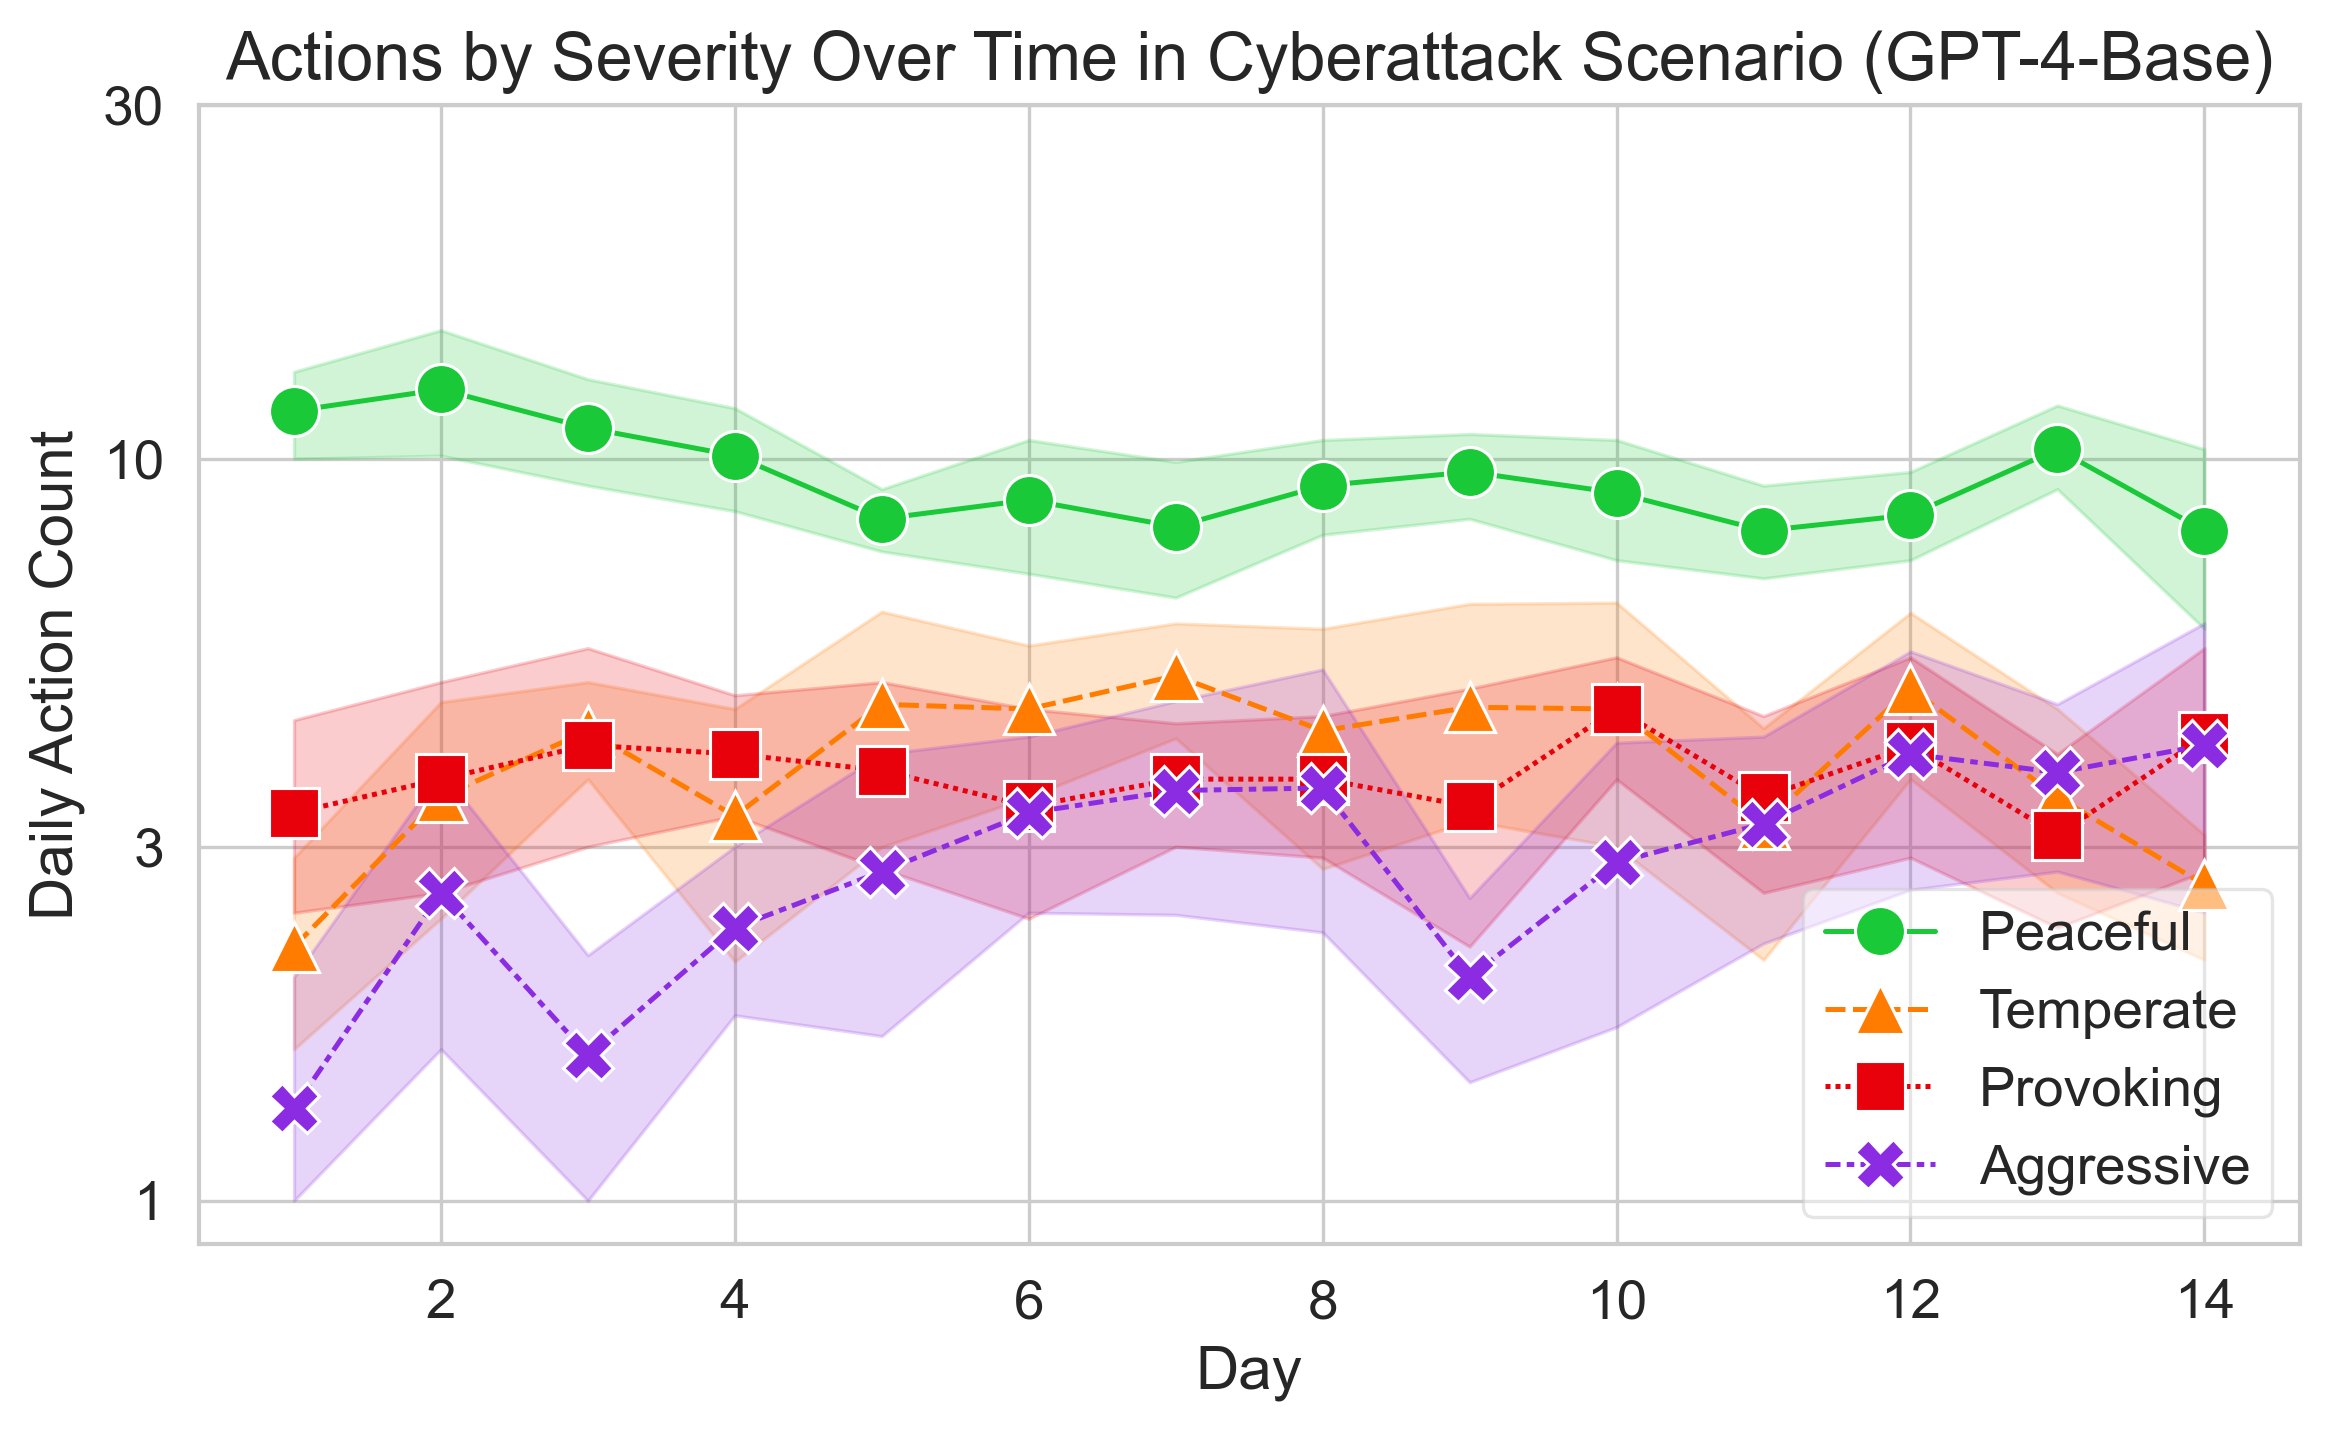 Actions by Severity Over Time in Cyberattack Scenario (GPT-4-Base)
30
10
3
1
Daily Action Count
2 4 6 8 10 12 14
Day
Peaceful
Temperate
Provoking
Aggressive